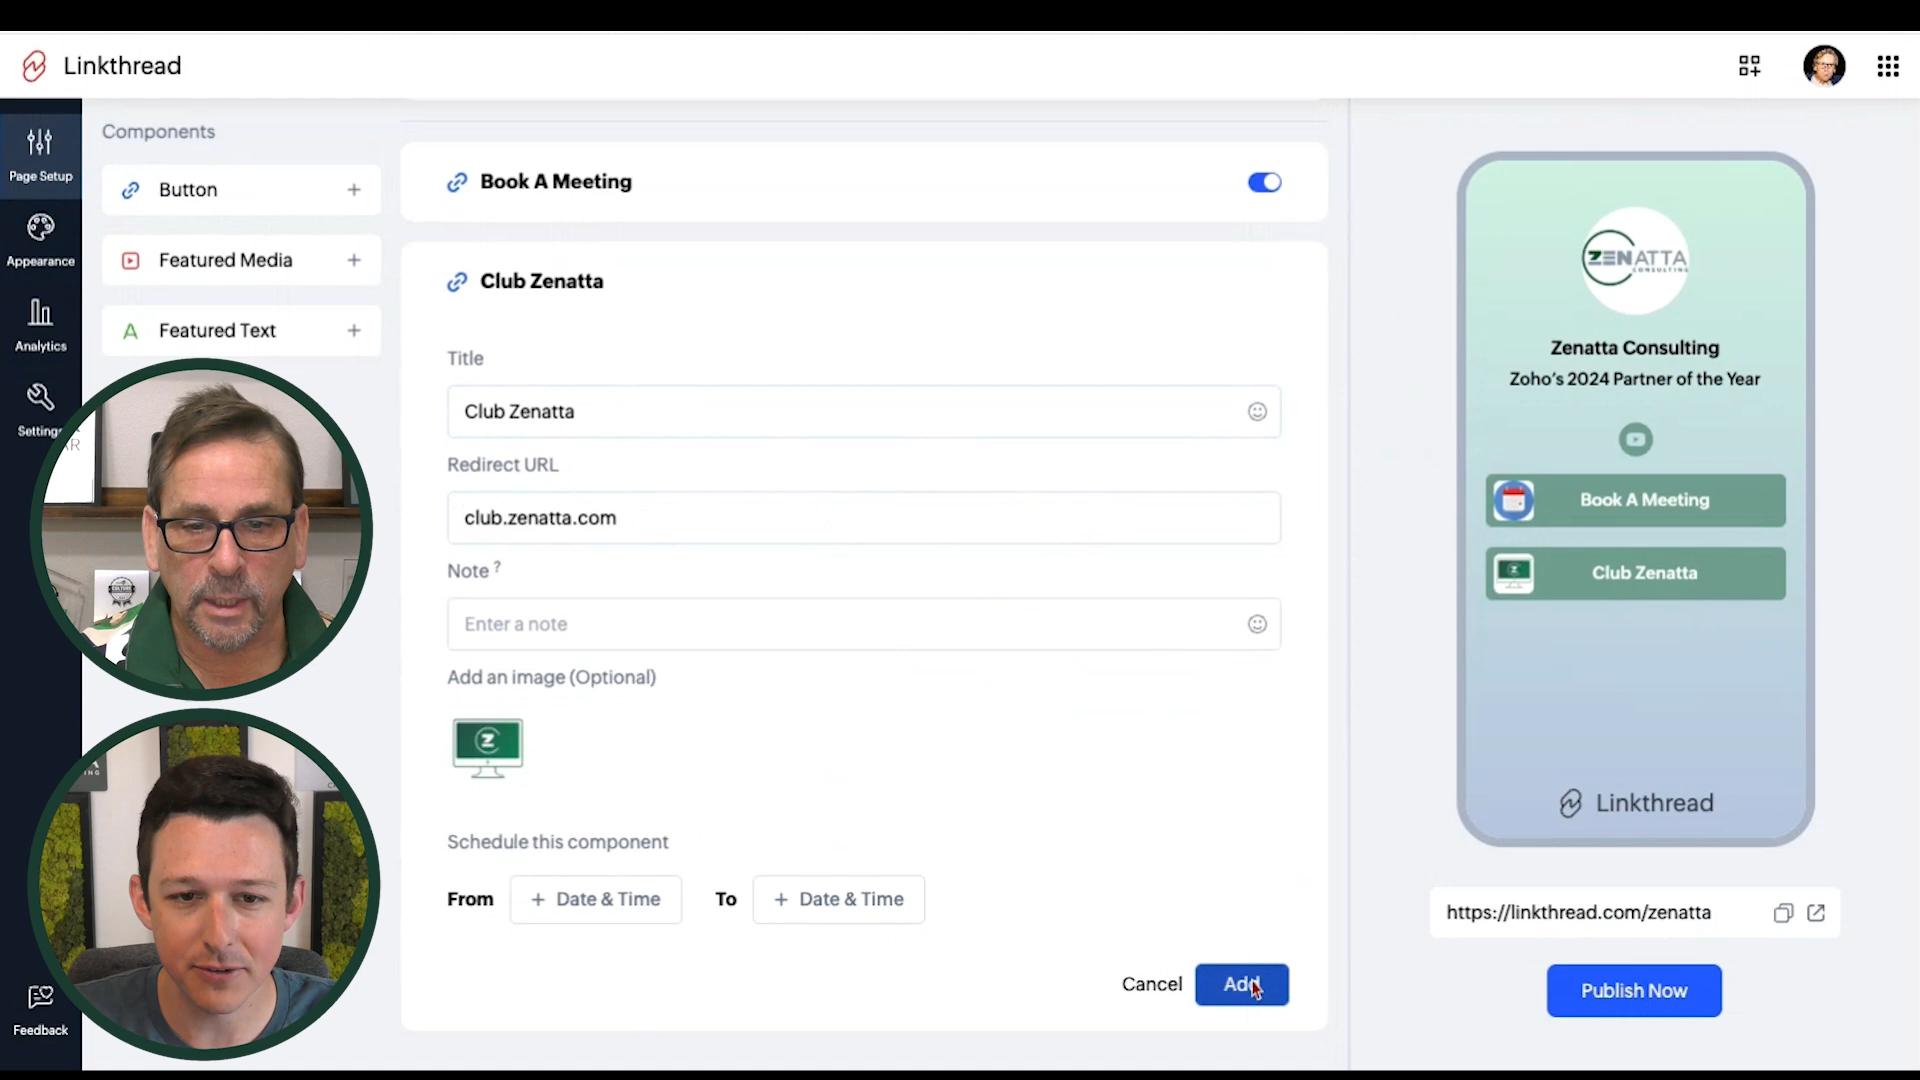 Linkthread
Page Setup
Appearance
Analytics
Settings
Feedback
Components
Button
Featured Media
Featured Text
Book A Meeting
Club Zenatta
Title
Club Zenatta
Redirect URL
club.zenatta.com
Note ?
Enter a note
Add an image (Optional)
Z
Schedule this component
From + Date & Time To + Date & Time
Cancel Add
ZENATTA
CONSULTING
Zenatta Consulting
Zoho's 2024 Partner of the Year
Book A Meeting
Club Zenatta
Linkthread
https://linkthread.com/zenatta
Publish Now